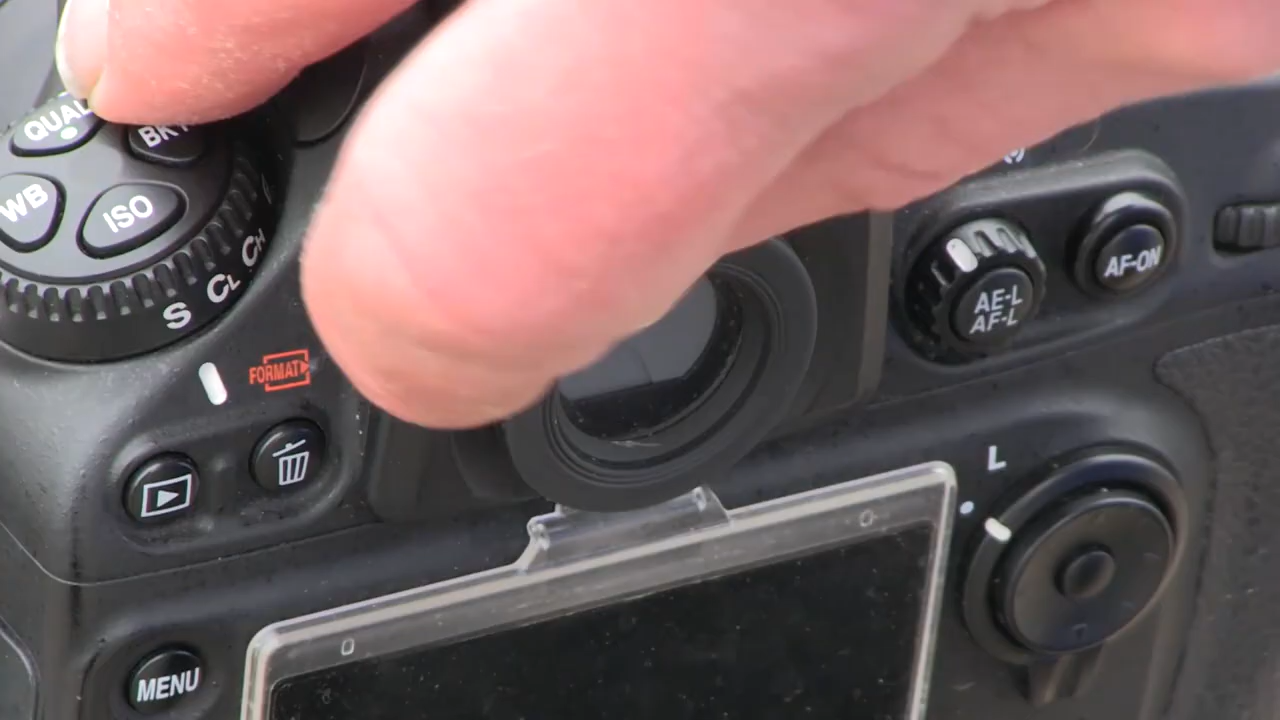 QUAL
BKT
WB
ISO
S
CL
CH
FORMAT
AE-L
AF-L
AF-ON
L
MENU